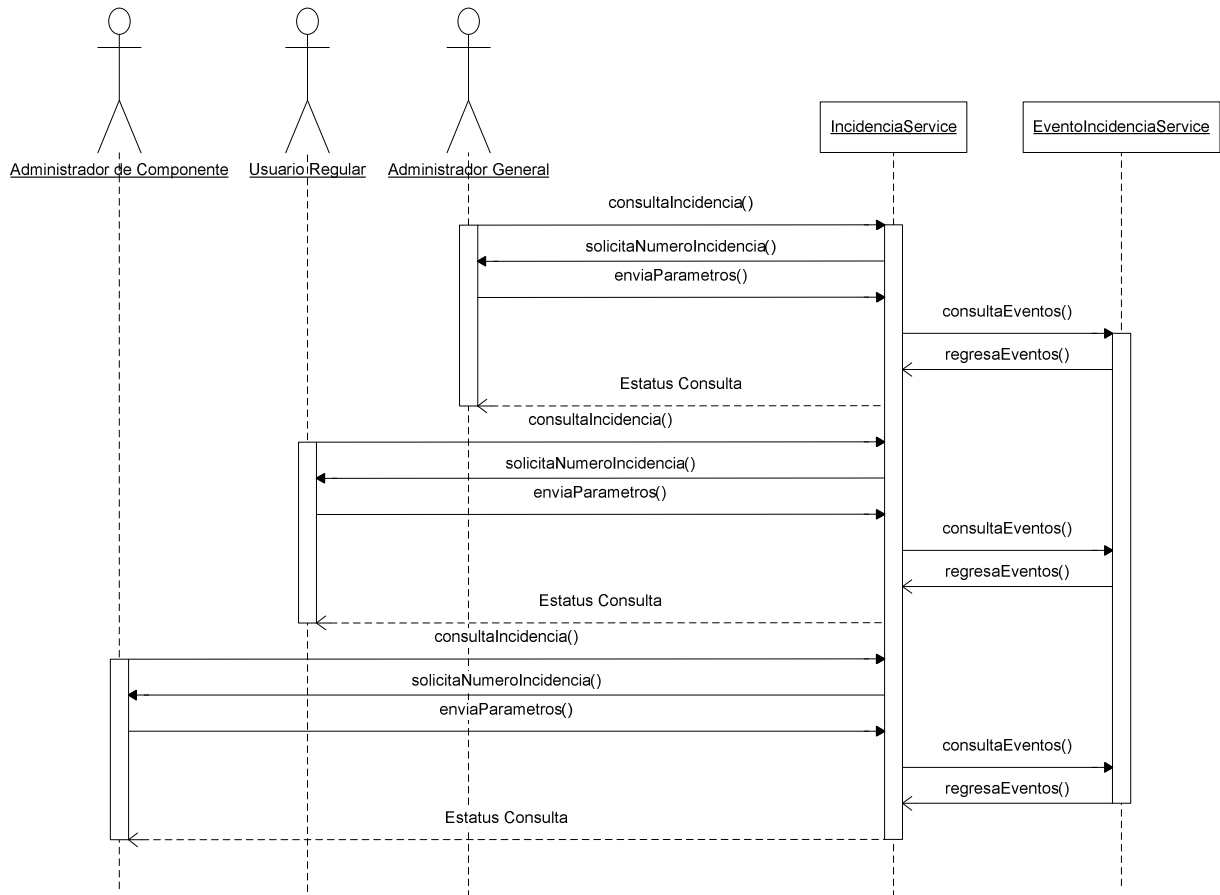 IncidenciaService
EventoIncidenciaService
Administrador de Componente
Usuario Regular
Administrador General
consultaIncidencia()
solicitaNumeroIncidencia()
enviaParametros()
consultaEventos()
regresaEventos()
Estatus Consulta
consultaIncidencia()
solicitaNumeroIncidencia()
enviaParametros()
consultaEventos()
regresaEventos()
Estatus Consulta
consultaIncidencia()
solicitaNumeroIncidencia()
enviaParametros()
consultaEventos()
regresaEventos()
Estatus Consulta